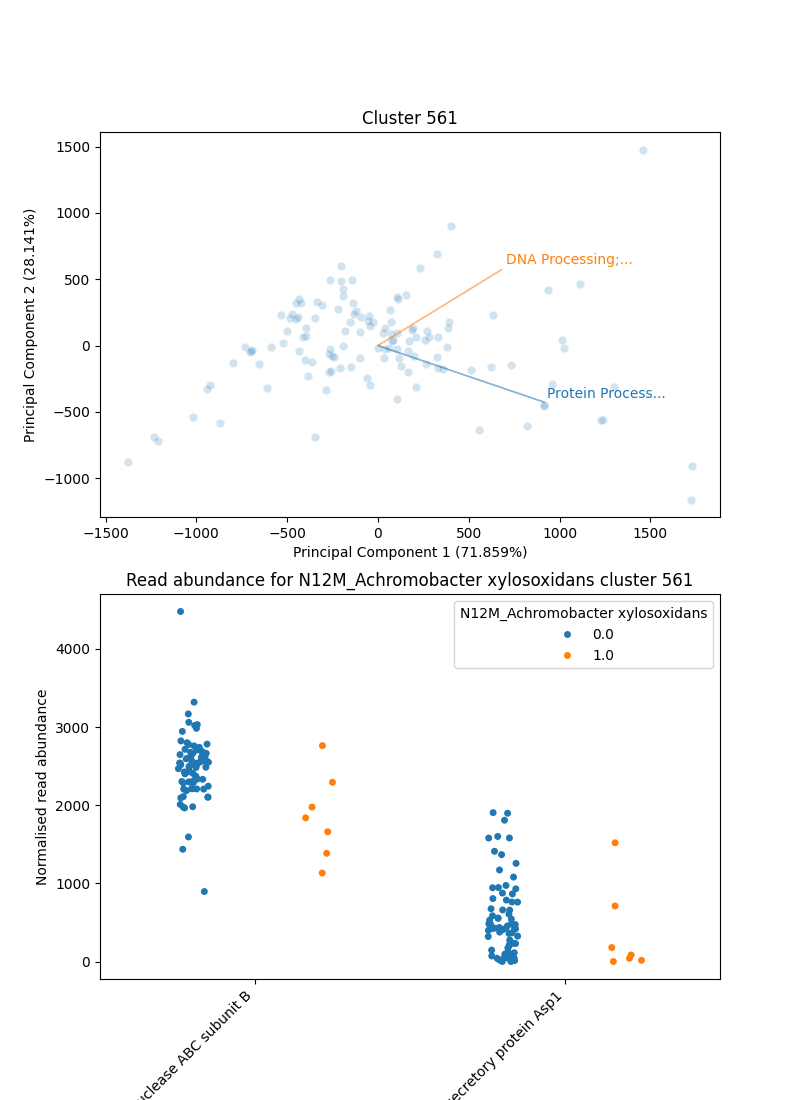 Cluster 561
1500
1000
500
0
−500
−1000
Principal Component 2 (28.141%)
DNA Processing;...
Protein Process...
−1500 −1000 −500 0 500 1000 1500
Principal Component 1 (71.859%)
Read abundance for N12M_Achromobacter xylosoxidans cluster 561
N12M_Achromobacter xylosoxidans
0.0
1.0
4000
3000
2000
1000
0
Normalised read abundance
ABC subunit B
protein Asp1